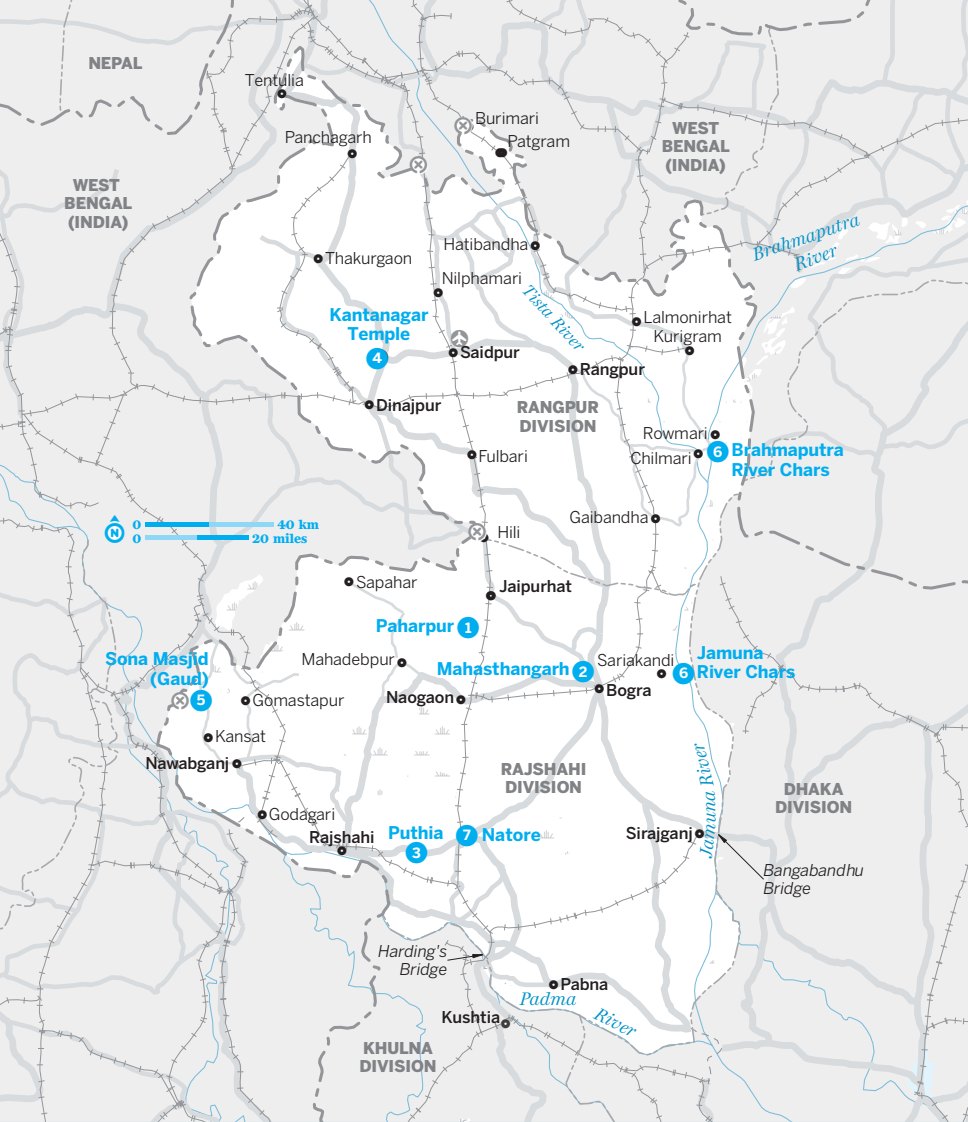 NEPAL
Tentulia
Burimari
Patgram
WEST
BENGAL
(INDIA)
Panchagarh
WEST
BENGAL
(INDIA)
Hatibandha
Brahmaputra
River
Thakurgaon
Nilphamari
Tista River
Kantanagar
Temple
4
Lalmonirhat
Kurigram
Saidpur
Rangpur
Dinajpur
RANGPUR
DIVISION
Rowmari
Chilmari
6
Brahmaputra
River Chars
Fulbari
N
0
40 km
0
20 miles
Gaibandha
Hili
Sapahar
Jaipurhat
Paharpur
1
Sona Masjid
(Gaud)
5
Mahadebpur
Mahasthangarh
2
Sariakandi
6
Jamuna
River Chars
Gomastapur
Naogaon
Bogra
Kansat
Nawabganj
RAJSHAHI
DIVISION
Jamuna River
DHAKA
DIVISION
Godagari
Rajshahi
Puthia
3
7
Natore
Sirajganj
Bangabandhu
Bridge
Harding's
Bridge
Pabna
Padma
River
Kushtia
KHULNA
DIVISION